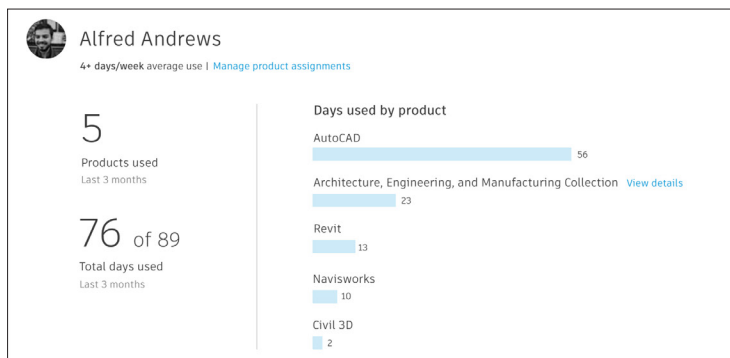 Alfred Andrews
4+ days/week average use | Manage product assignments
5
Products used
Last 3 months
76 of 89
Total days used
Last 3 months
Days used by product
AutoCAD
56
Architecture, Engineering, and Manufacturing Collection View details
23
Revit
13
Navisworks
10
Civil 3D
2